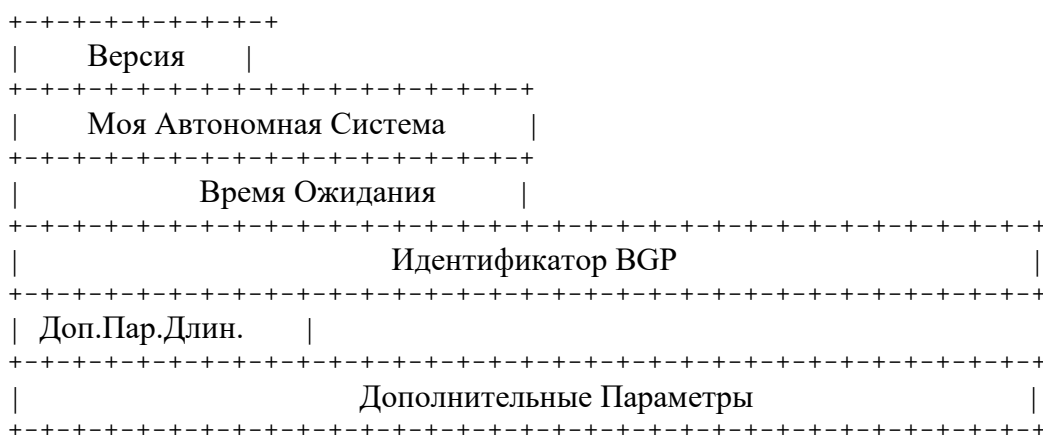 +-+-+-+-+-+-+-+-+
| Версия |
+-+-+-+-+-+-+-+-+-+-+-+-+-+-+-+-+
| Моя Автономная Система |
+-+-+-+-+-+-+-+-+-+-+-+-+-+-+-+-+
| Время Ожидания |
+-+-+-+-+-+-+-+-+-+-+-+-+-+-+-+-+-+-+-+-+-+-+-+-+-+-+-+-+-+-+-+-+
| Идентификатор BGP |
+-+-+-+-+-+-+-+-+-+-+-+-+-+-+-+-+-+-+-+-+-+-+-+-+-+-+-+-+-+-+-+-+
| Доп.Пар.Длин. |
+-+-+-+-+-+-+-+-+-+-+-+-+-+-+-+-+-+-+-+-+-+-+-+-+-+-+-+-+-+-+-+-+
| Дополнительные Параметры |
+-+-+-+-+-+-+-+-+-+-+-+-+-+-+-+-+-+-+-+-+-+-+-+-+-+-+-+-+-+-+-+-+